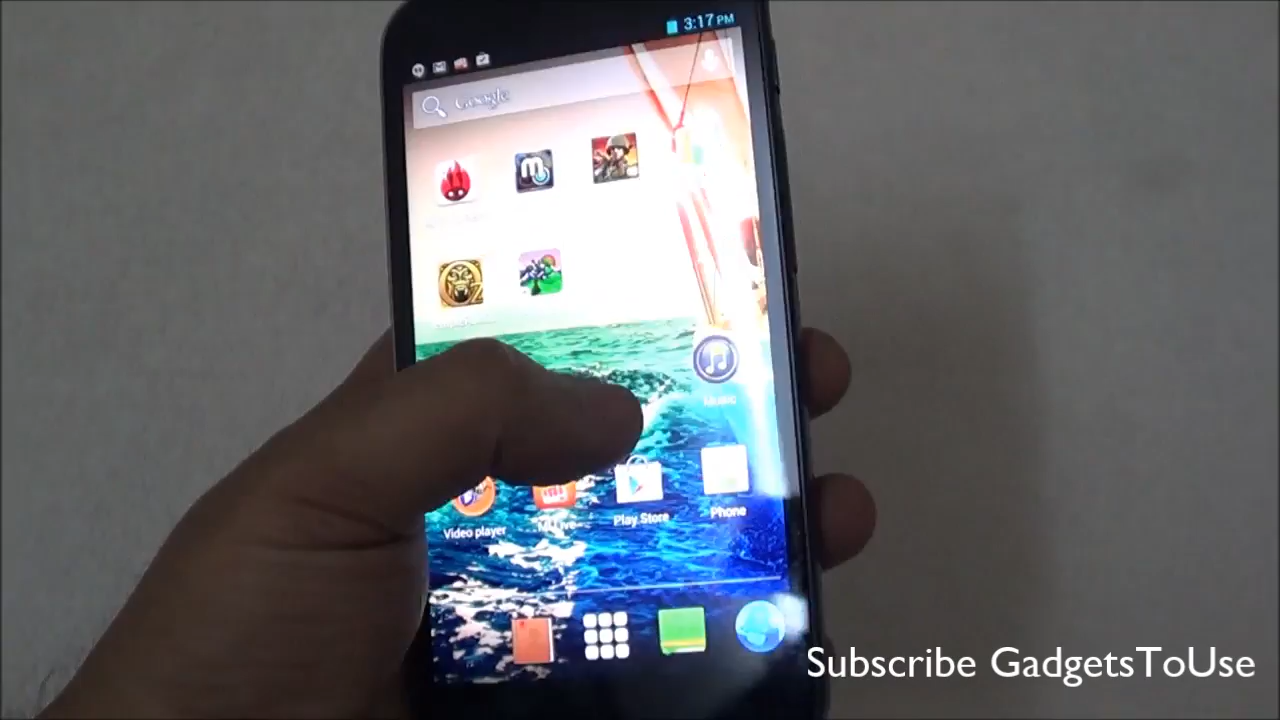 3:17 PM
Google
Music
Video player
Play Store
Phone
Subscribe GadgetsToUse